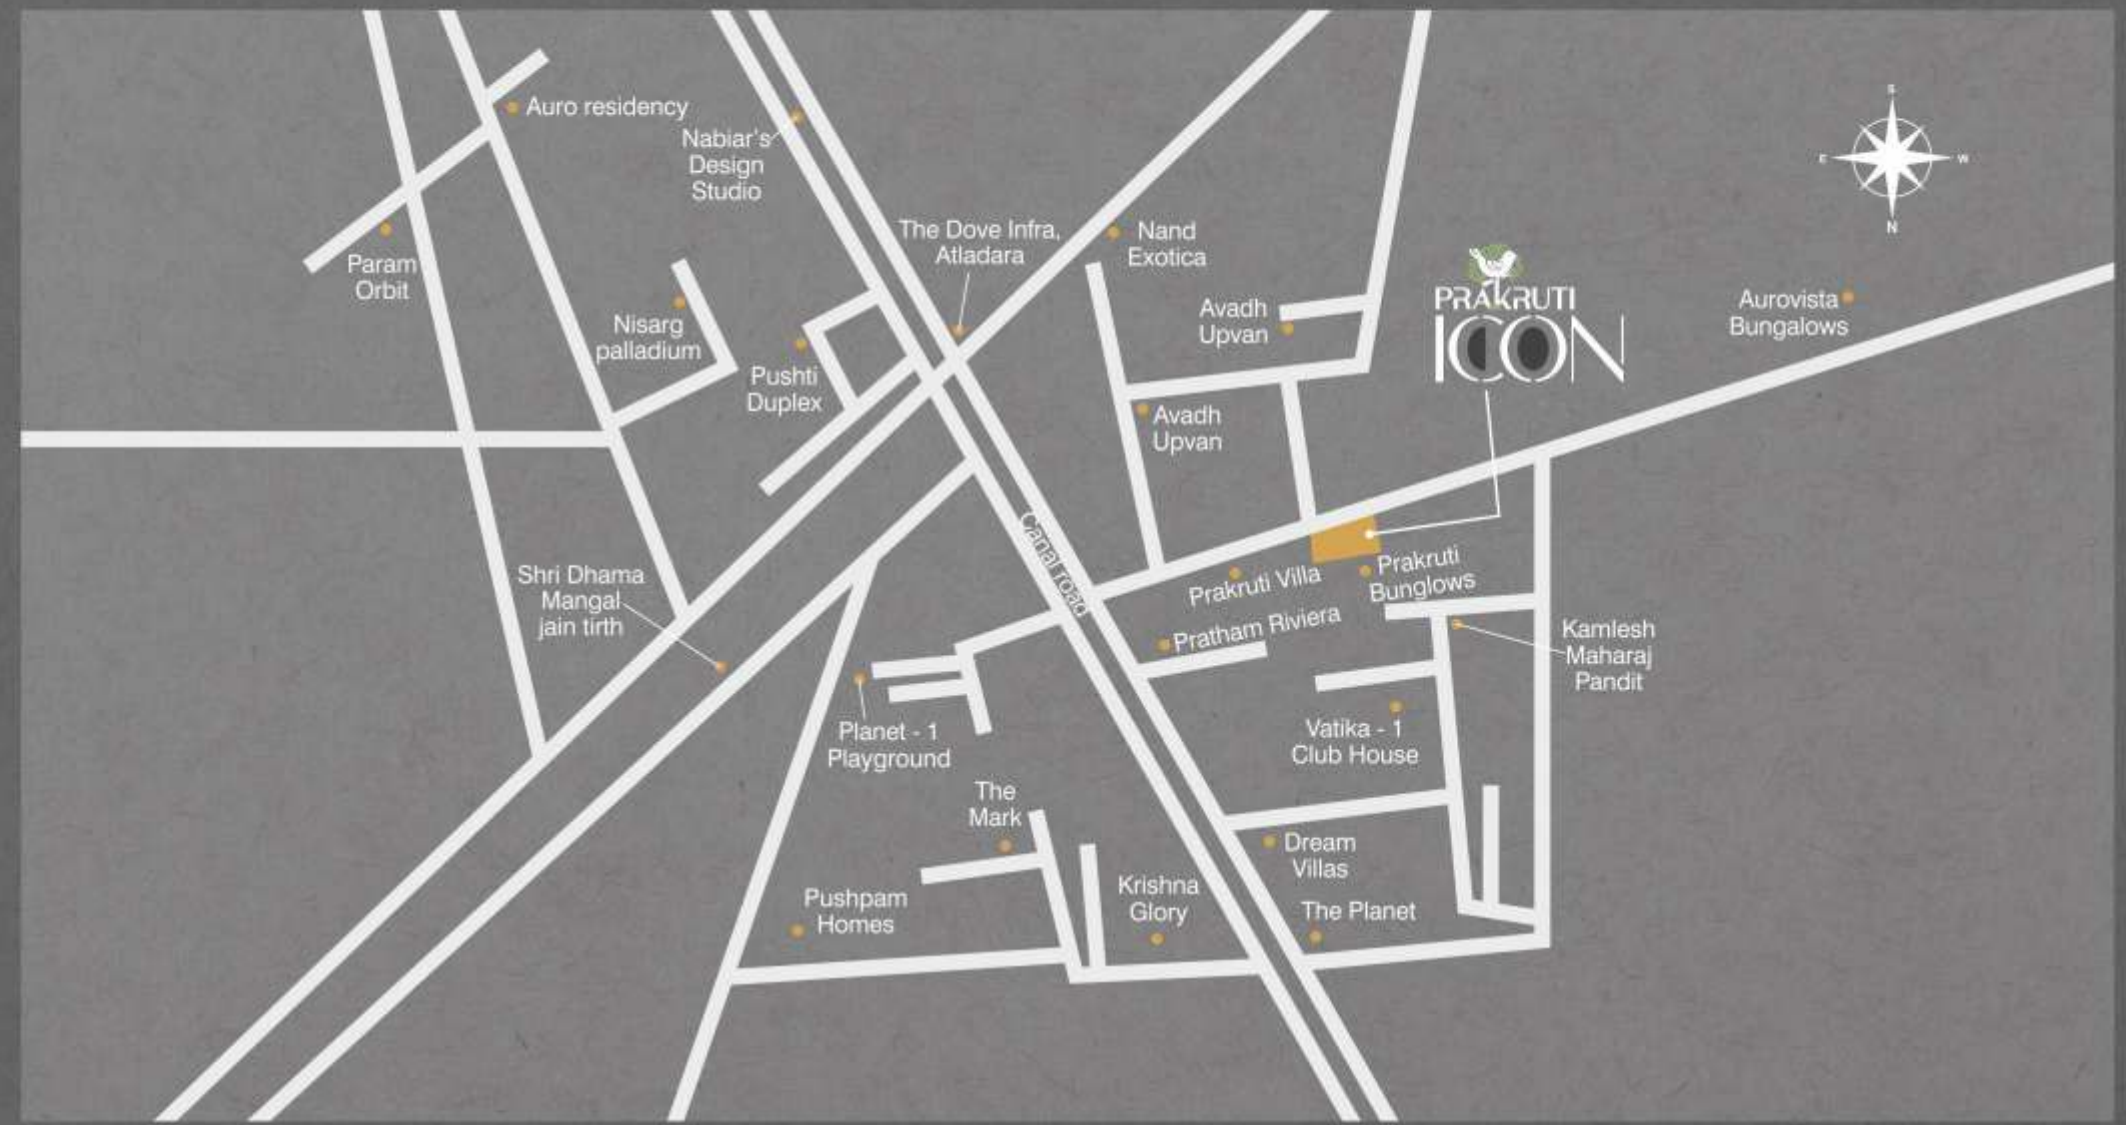 Auro residency
Nabiar's
Design
Studio
S
E
W
N
The Dove Infra,
Atladara
Nand
Exotica
Param
Orbit
PRAKRUTI
ICON
Aurovista
Bungalows
Avadh
Upvan
Nisarg
palladium
Pushti
Duplex
Avadh
Upvan
Canal road
Prakruti Villa
Prakruti
Bunglows
Shri Dhama
Mangal
jain tirth
Pratham Riviera
Kamlesh
Maharaj
Pandit
Planet - 1
Playground
Vatika - 1
Club House
The
Mark
Dream
Villas
Pushpam
Homes
Krishna
Glory
The Planet